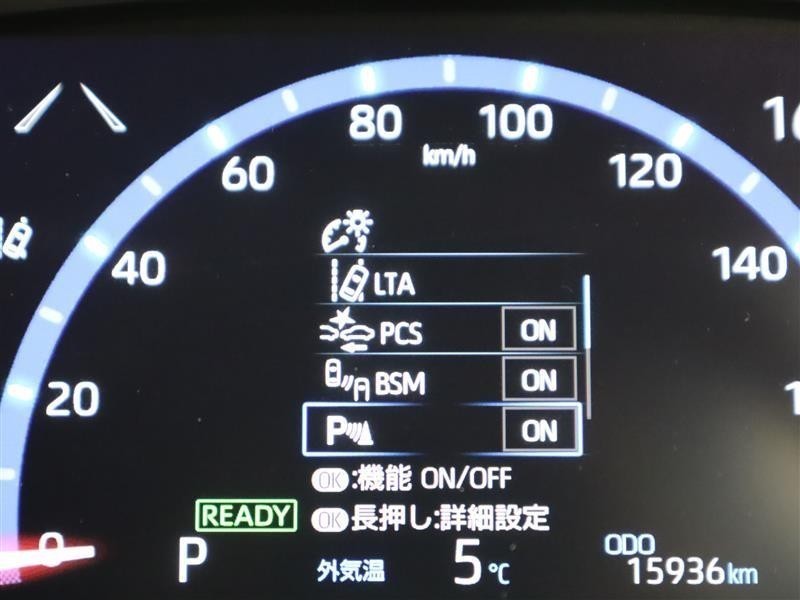 80
100
km/h
60
120
40
140
LTA
PCS ON
BSM ON
20
P ON
OK:機能 ON/OFF
READY
OK長押し:詳細設定
0
P
外気温 5℃
ODO
15936km